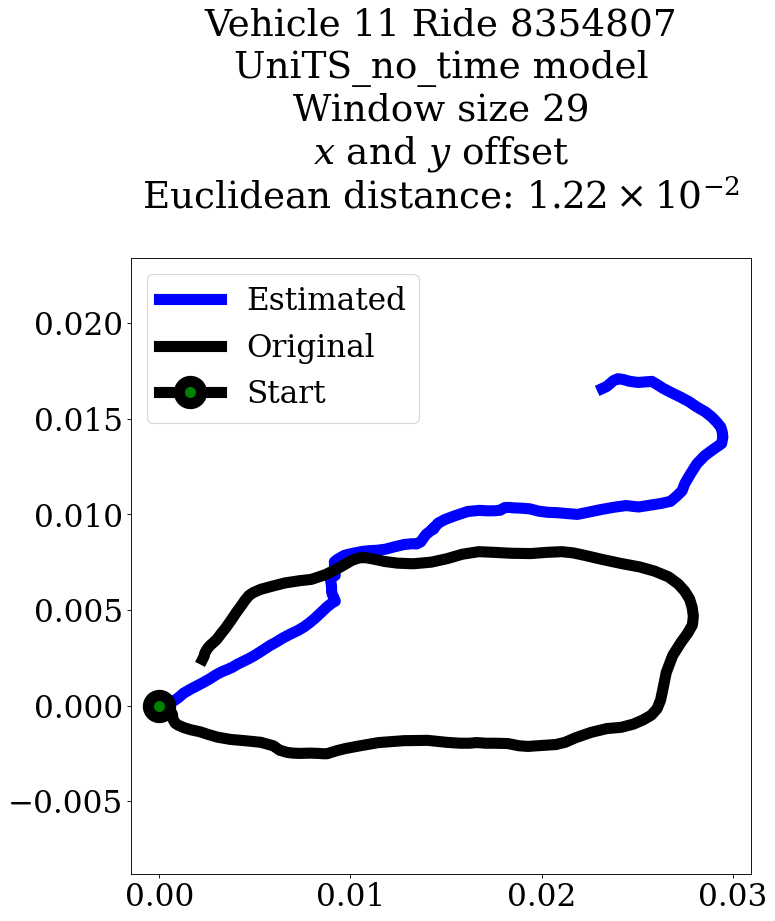 Vehicle 11 Ride 8354807
UniTS_no_time model
Window size 29
x and y offset
Euclidean distance: 1.22 × 10⁻²
Estimated
Original
Start
0.020
0.015
0.010
0.005
0.000
−0.005
0.00 0.01 0.02 0.03